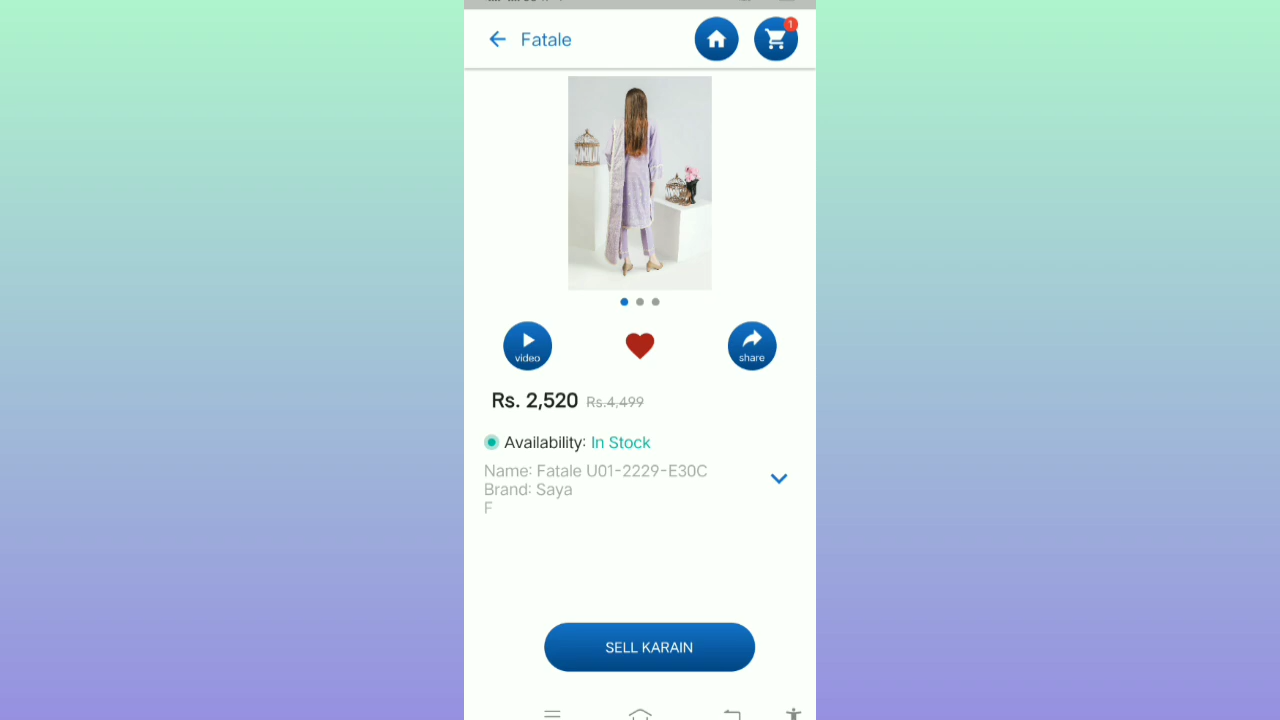 Fatale
1
video
share
Rs. 2,520 Rs.4,499
Availability: In Stock
Name: Fatale U01-2229-E30C
Brand: Saya
F
SELL KARAIN